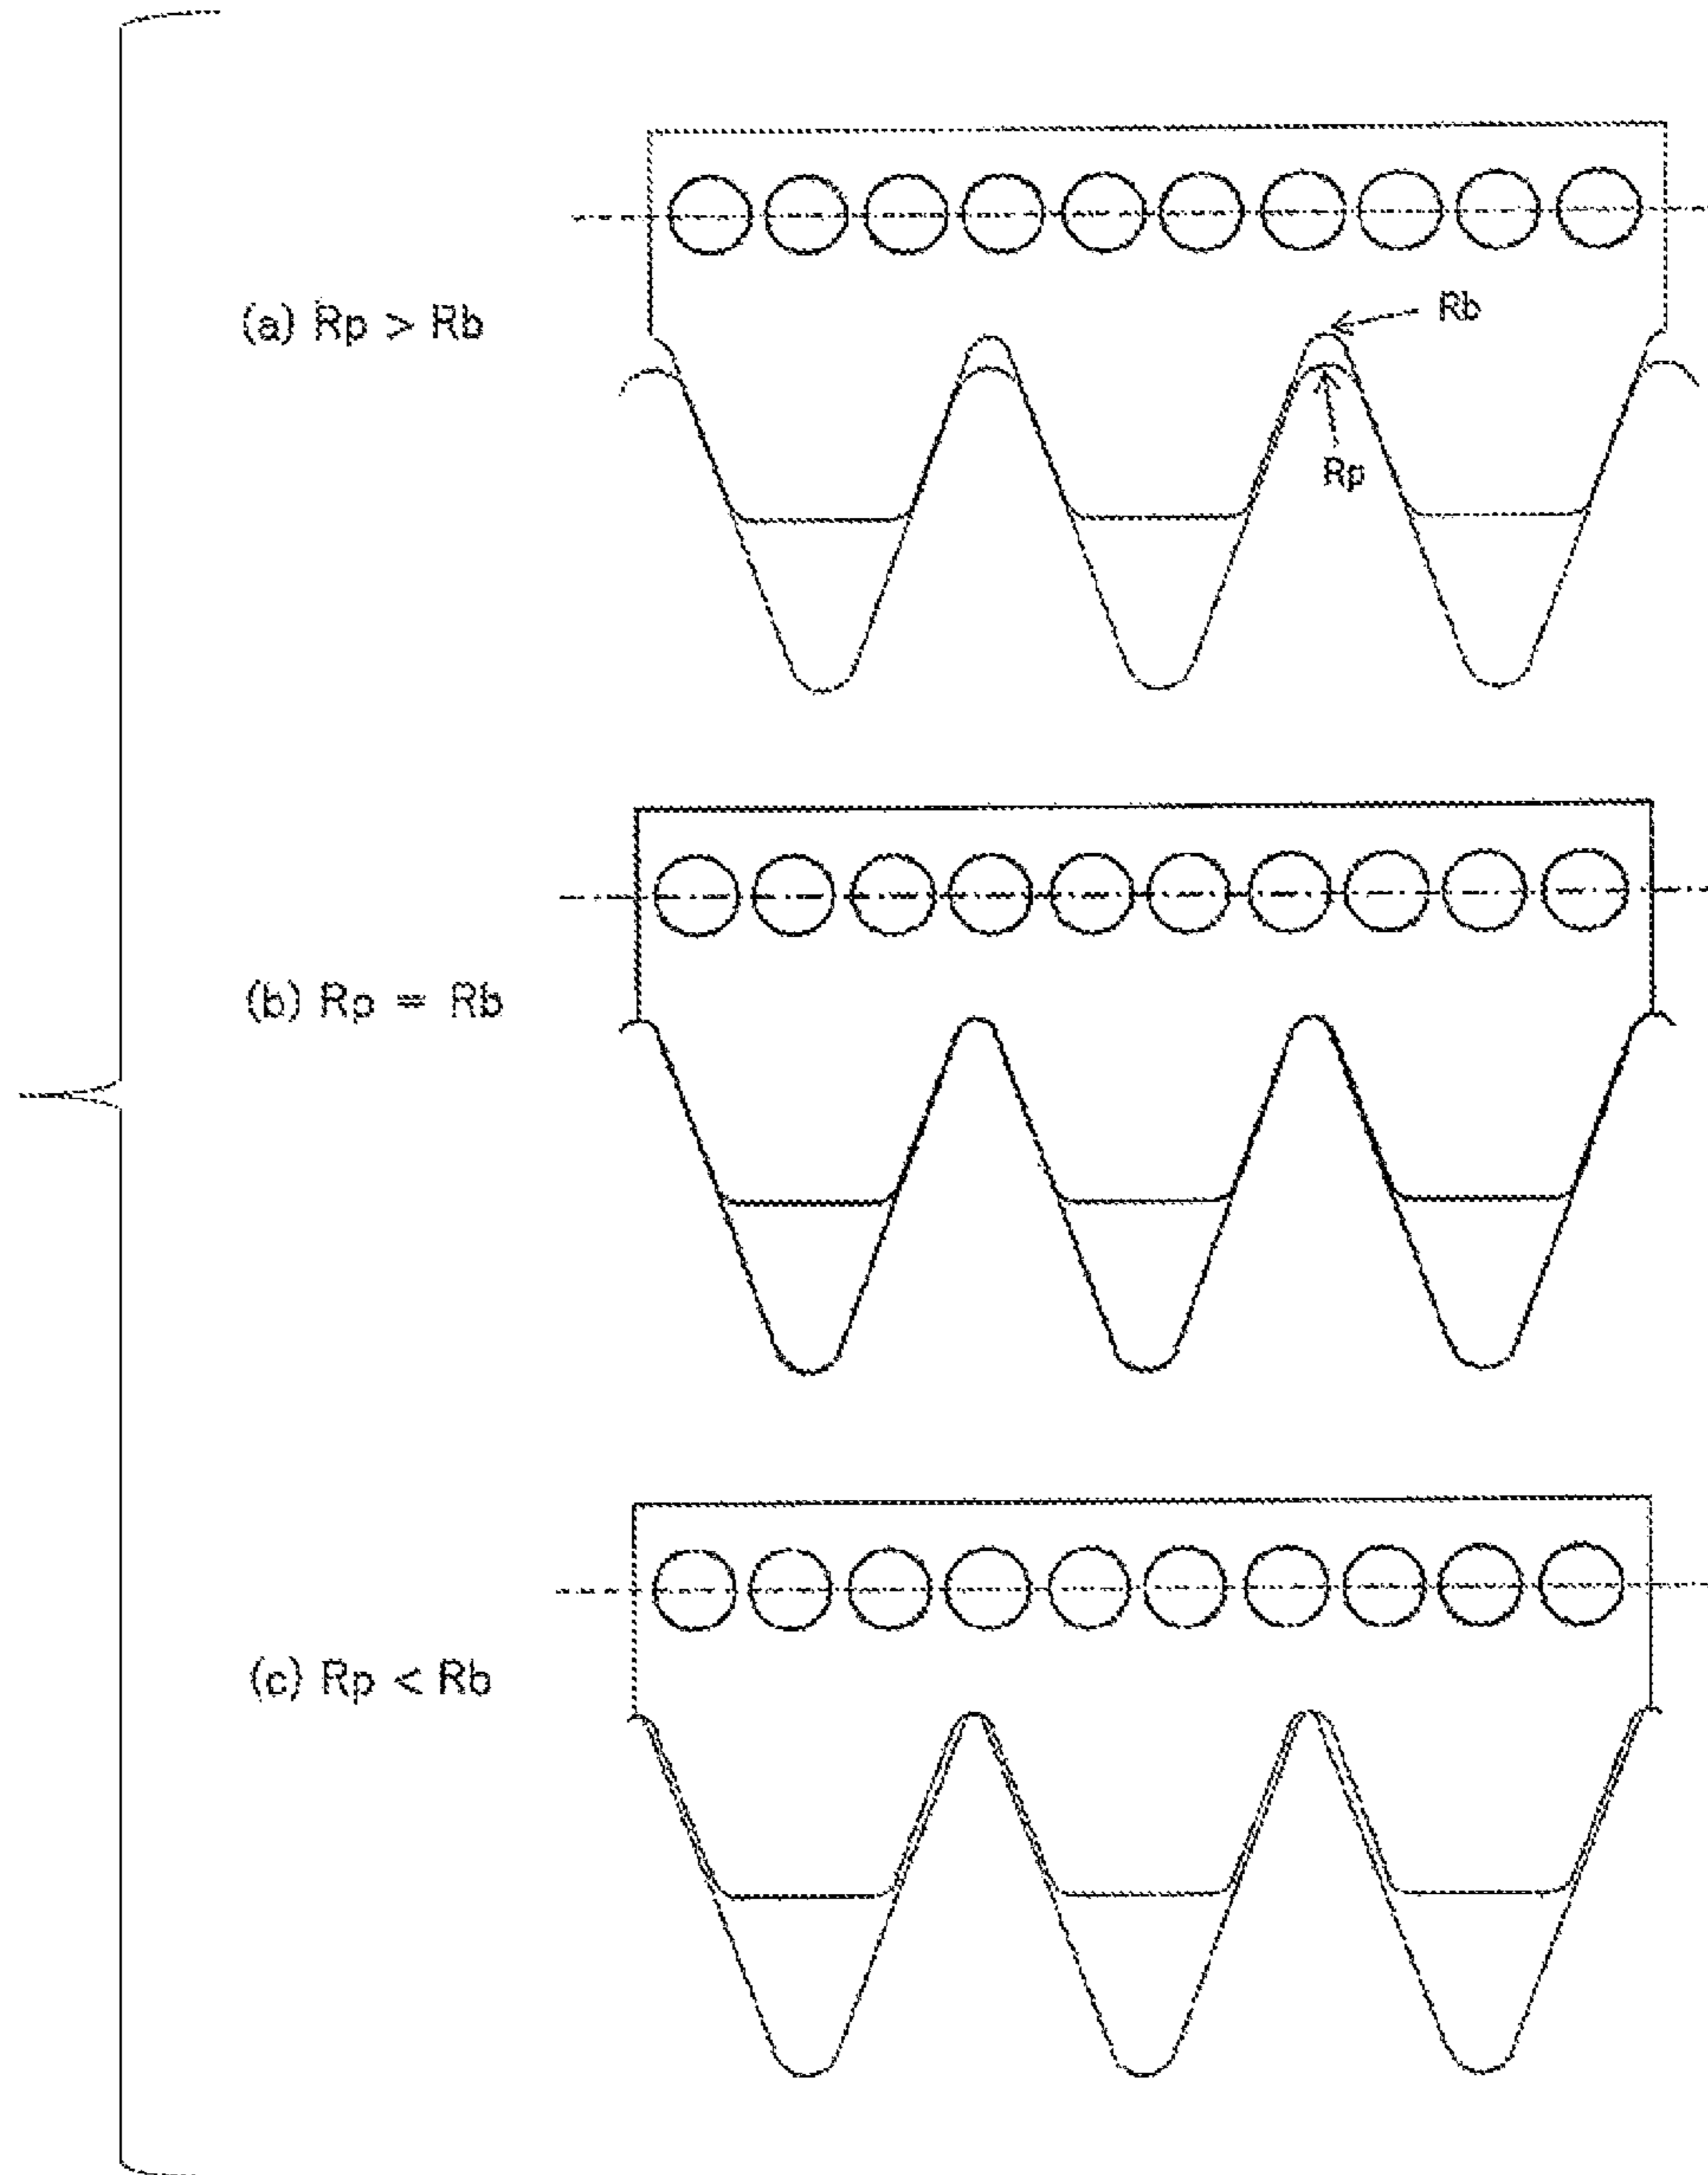 (a) Rp > Rb
Rb
Rp
(b) Rp = Rb
(c) Rp < Rb